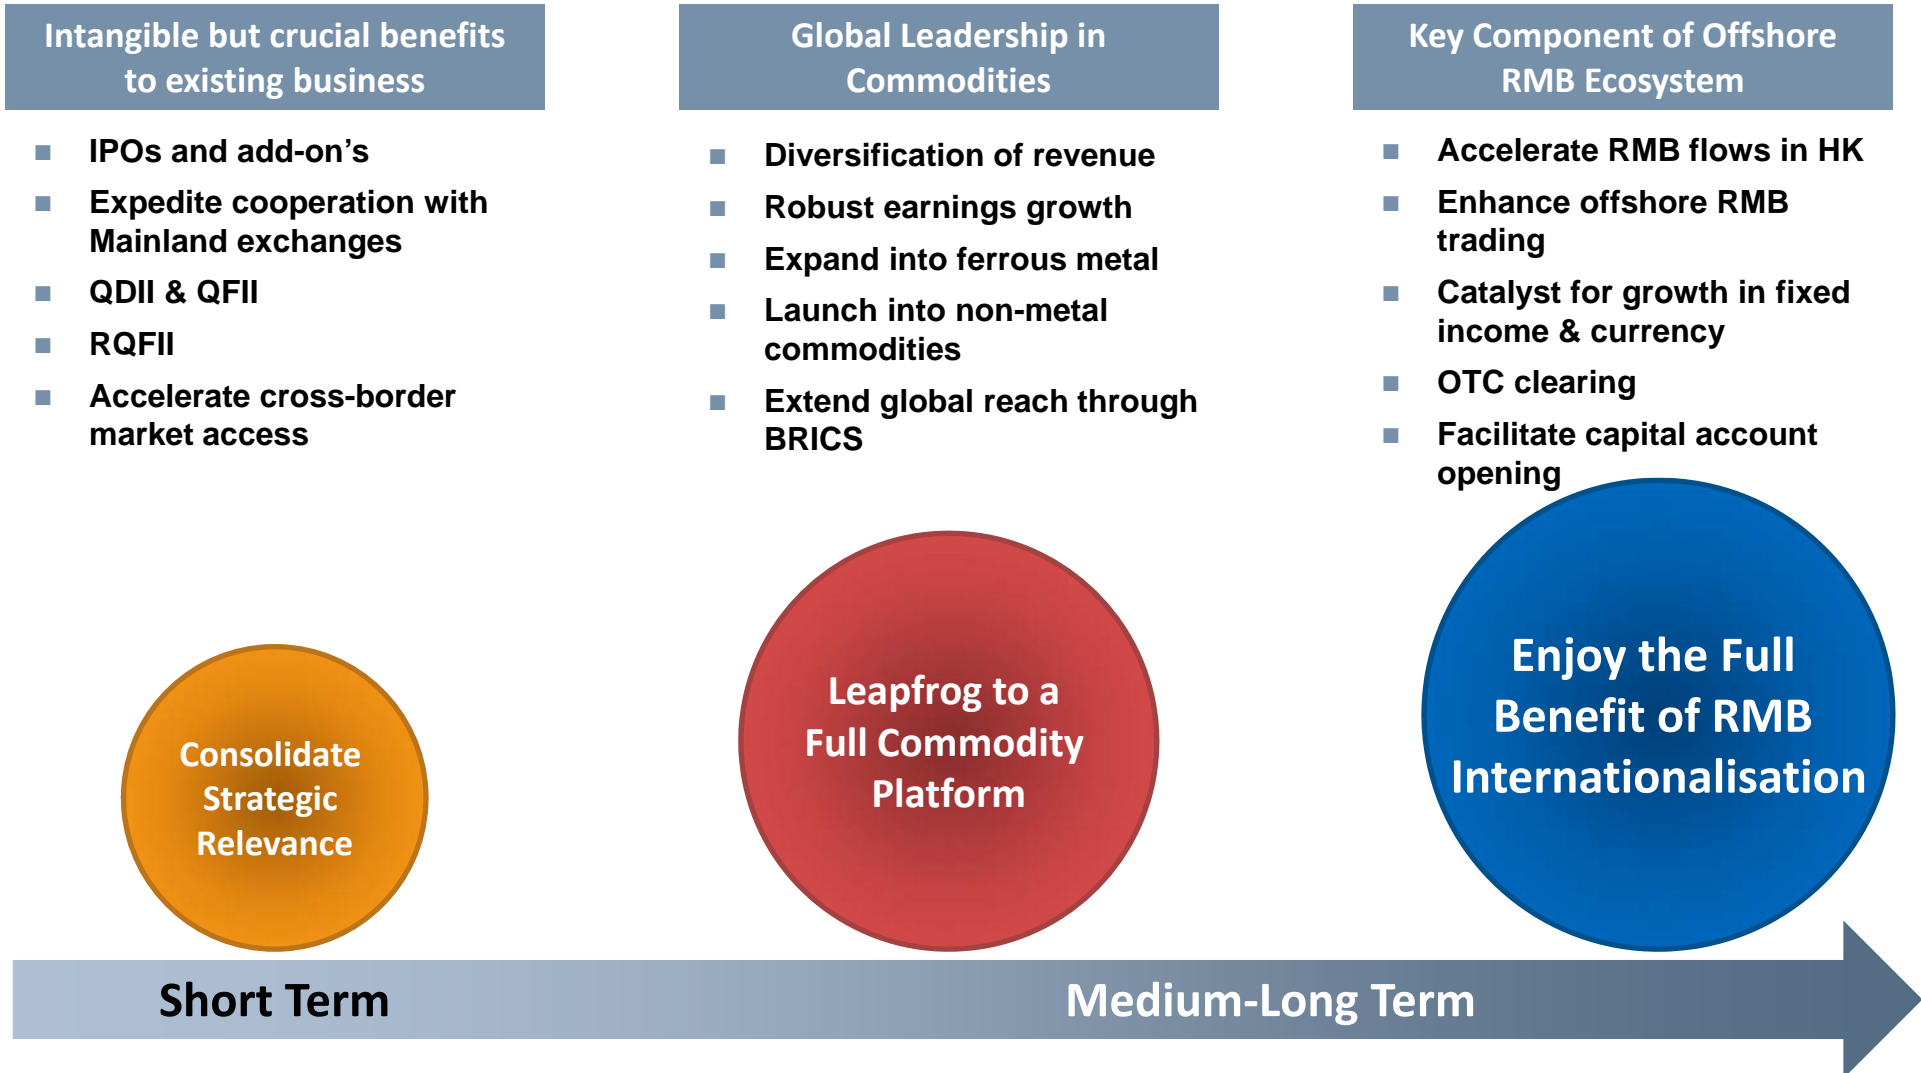 Intangible but crucial benefits
to existing business
IPOs and add-on’s
Expedite cooperation with
Mainland exchanges
QDII & QFII
RQFII
Accelerate cross-border
market access
Global Leadership in
Commodities
Diversification of revenue
Robust earnings growth
Expand into ferrous metal
Launch into non-metal
commodities
Extend global reach through
BRICS
Key Component of Offshore
RMB Ecosystem
Accelerate RMB flows in HK
Enhance offshore RMB
trading
Catalyst for growth in fixed
income & currency
OTC clearing
Facilitate capital account
opening
Consolidate
Strategic
Relevance
Leapfrog to a
Full Commodity
Platform
Enjoy the Full
Benefit of RMB
Internationalisation
Short Term
Medium-Long Term